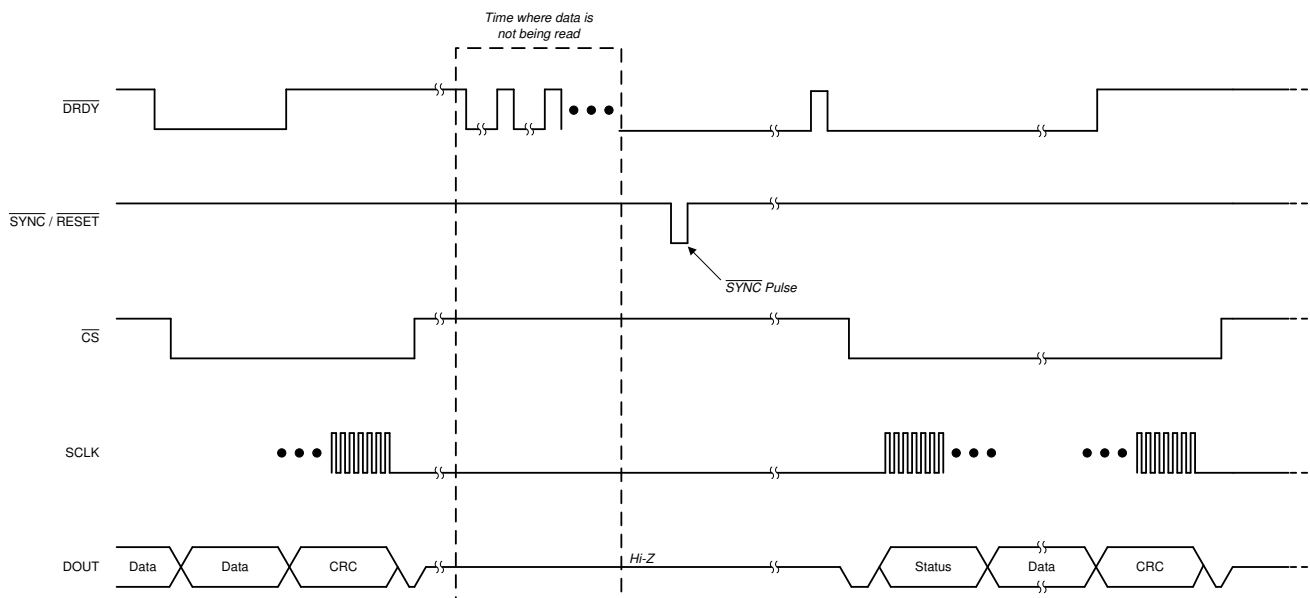 Time where data is
not being read
DRDY
SYNC / RESET
SYNC Pulse
CS
SCLK
DOUT
Data
Data
CRC
Hi-Z
Status
Data
CRC